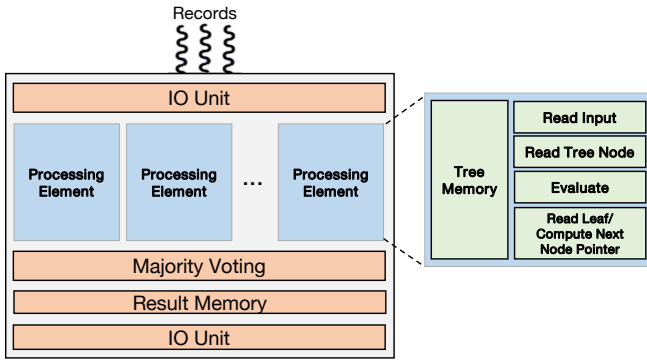 Records
IO Unit
Processing
Element
Processing
Element
...
Processing
Element
Majority Voting
Result Memory
IO Unit
Tree
Memory
Read Input
Read Tree Node
Evaluate
Read Leaf/
Compute Next
Node Pointer